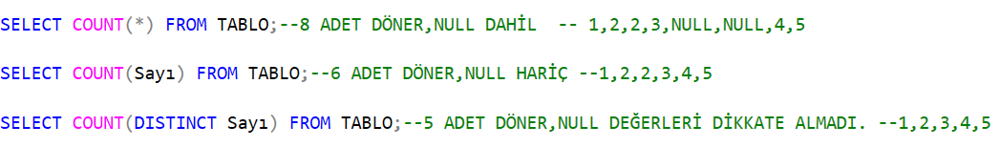 SELECT COUNT(*) FROM TABLO;--8 ADET DÖNER,NULL DAHİL  -- 1,2,2,3,NULL,NULL,4,5
SELECT COUNT(Sayı) FROM TABLO;--6 ADET DÖNER,NULL HARİÇ --1,2,2,3,4,5
SELECT COUNT(DISTINCT Sayı) FROM TABLO;--5 ADET DÖNER,NULL DEĞERLERİ DİKKATE ALMADI. --1,2,3,4,5